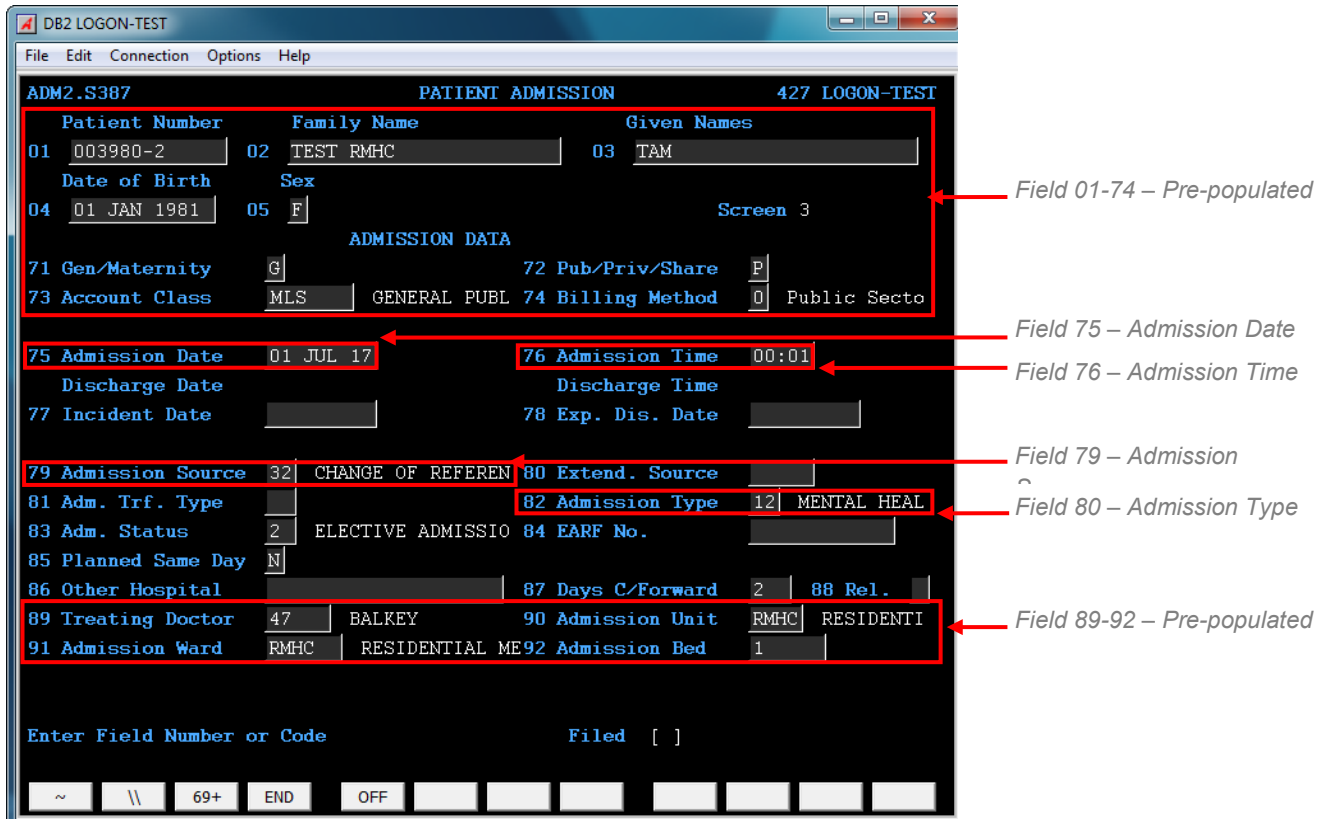 DB2 LOGON-TEST
File Edit Connection Options Help
ADM2.S387 PATIENT ADMISSION 427 LOGON-TEST
Patient Number Family Name Given Names
01 003980-2 02 TEST RMHC 03 TAM
Date of Birth Sex
04 01 JAN 1981 05 F Screen 3
Field 01-74 – Pre-populated
ADMISSION DATA
71 Gen/Maternity G 72 Pub/Priv/Share P
73 Account Class MLS GENERAL PUBL 74 Billing Method 0 Public Secto
Field 75 – Admission Date
75 Admission Date 01 JUL 17 76 Admission Time 00:01
Field 76 – Admission Time
Discharge Date Discharge Time
77 Incident Date 78 Exp. Dis. Date
Field 79 – Admission
79 Admission Source 32 CHANGE OF REFEREN 80 Extend. Source
81 Adm. Trf. Type 82 Admission Type 12 MENTAL HEAL
Field 80 – Admission Type
83 Adm. Status 2 ELECTIVE ADMISSIO 84 EARF No.
85 Planned Same Day N
86 Other Hospital 87 Days C/Forward 2 88 Rel.
89 Treating Doctor 47 BALKEY 90 Admission Unit RMHC RESIDENTI
Field 89-92 – Pre-populated
91 Admission Ward RMHC RESIDENTIAL ME 92 Admission Bed 1
Enter Field Number or Code Filed [ ]
~ \\ 69+ END OFF